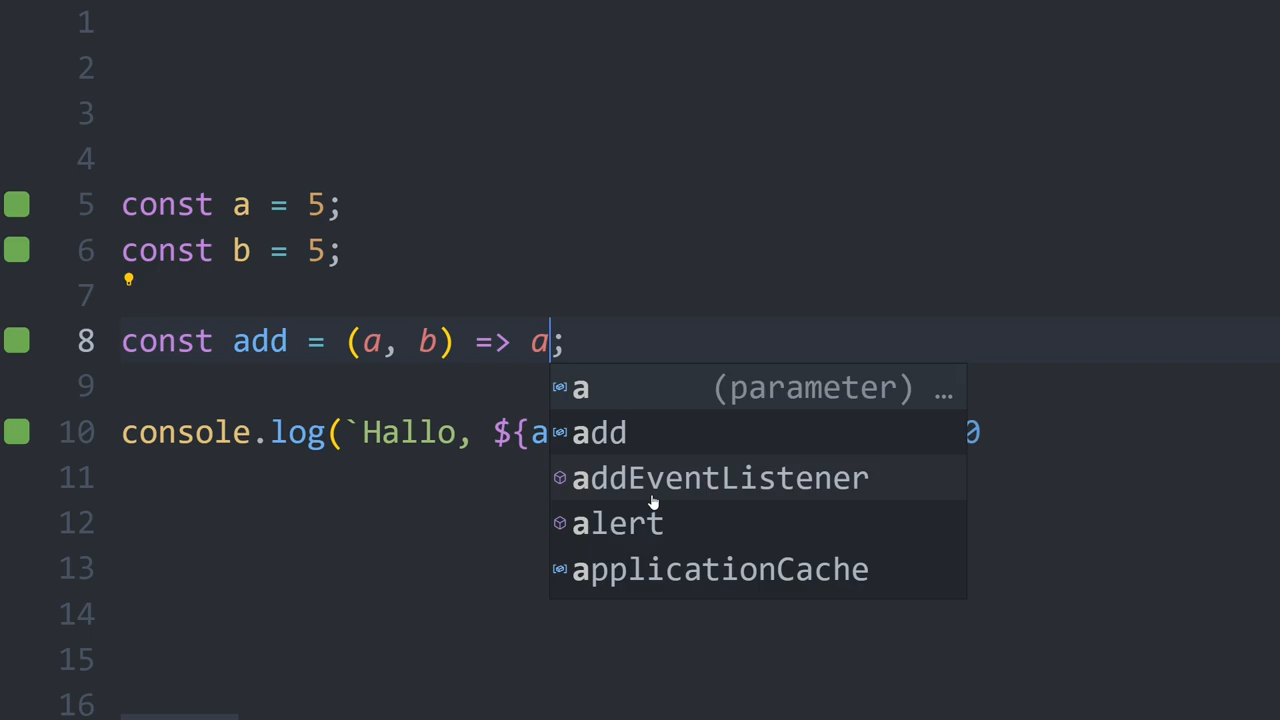 1
2
3
4
5 const a = 5;
6 const b = 5;
7
8 const add = (a, b) => a;
9
a (parameter) …
10 console.log(`Hallo, ${a
add
0
11
addEventListener
12
alert
13
applicationCache
14
15
16